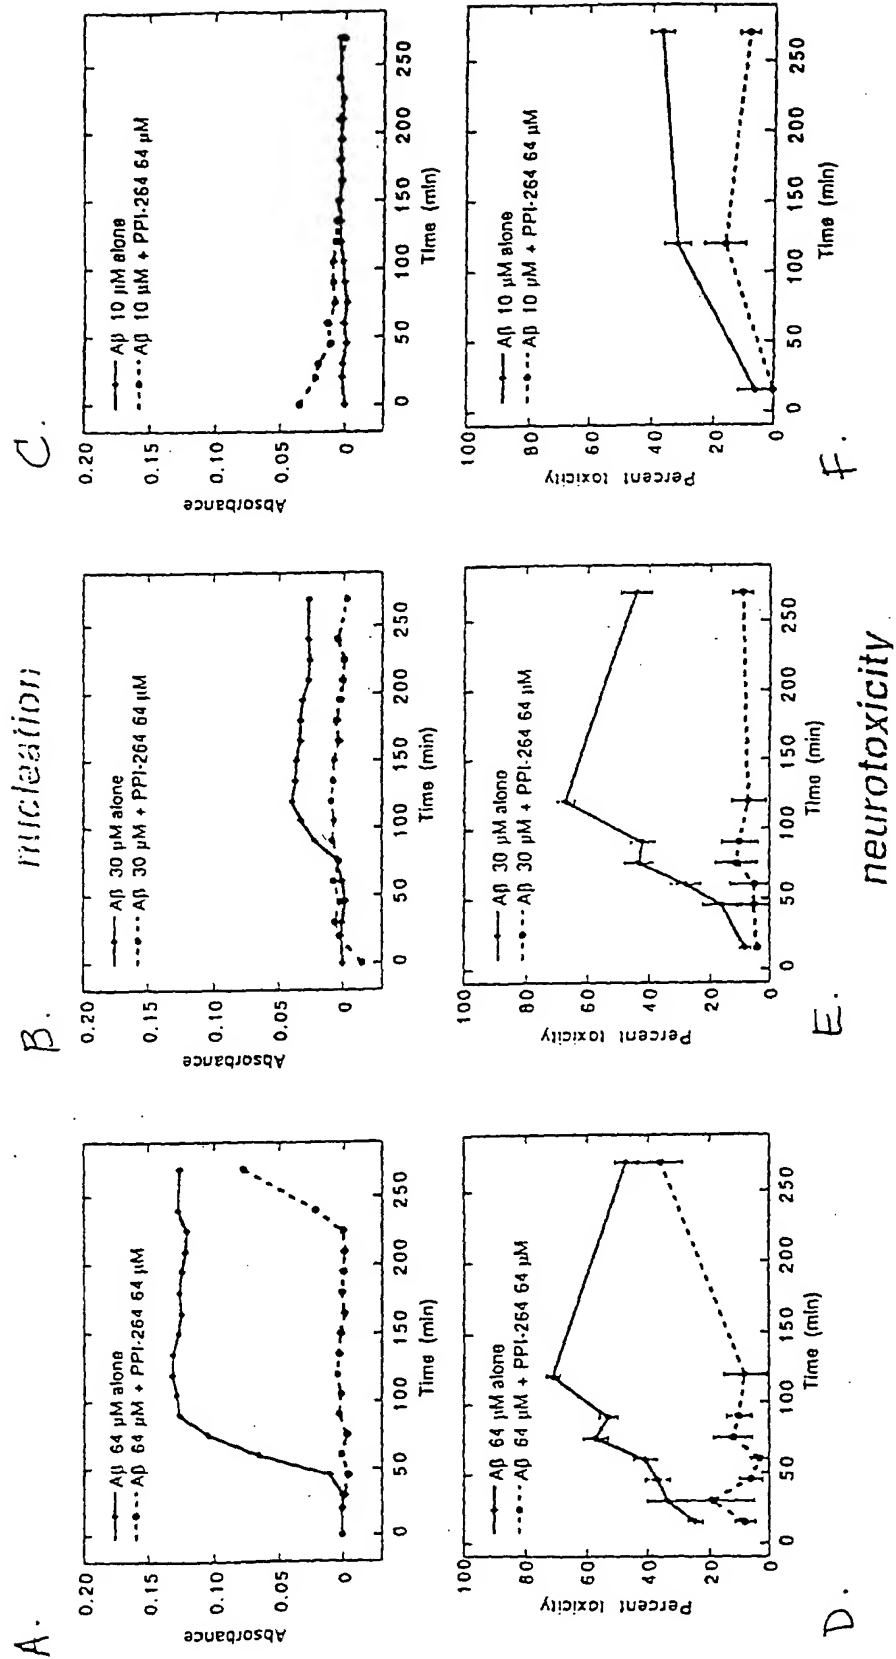 nucleation
A.
Aβ 64 μM alone
Aβ 64 μM + PPI-264 64 μM
Absorbance
0.20
0.15
0.10
0.05
0
0 50 100 150 200 250
Time (min)
B.
Aβ 30 μM alone
Aβ 30 μM + PPI-264 64 μM
Absorbance
0.20
0.15
0.10
0.05
0
0 50 100 150 200 250
Time (min)
C.
Aβ 10 μM alone
Aβ 10 μM + PPI-264 64 μM
Absorbance
0.20
0.15
0.10
0.05
0
0 50 100 150 200 250
Time (min)
D.
Aβ 64 μM alone
Aβ 64 μM + PPI-264 64 μM
Percent toxicity
100
80
60
40
20
0
0 50 100 150 200 250
Time (min)
E.
Aβ 30 μM alone
Aβ 30 μM + PPI-264 64 μM
Percent toxicity
100
80
60
40
20
0
0 50 100 150 200 250
Time (min)
F.
Aβ 10 μM alone
Aβ 10 μM + PPI-264 64 μM
Percent toxicity
100
80
60
40
20
0
0 50 100 150 200 250
Time (min)
neurotoxicity